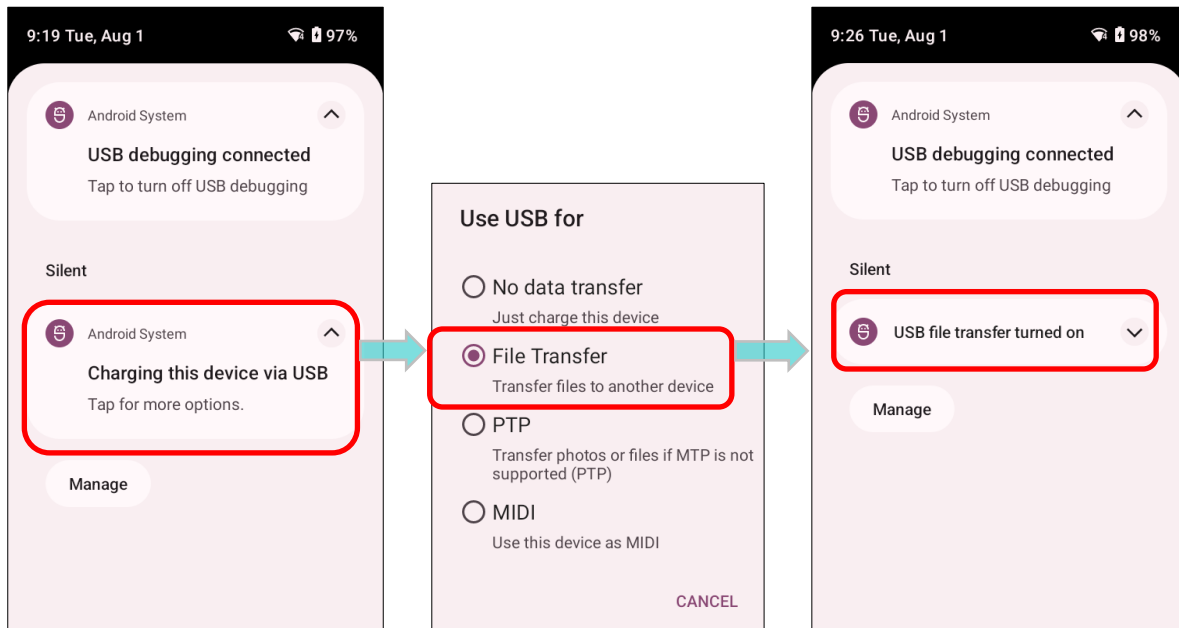 9:19 Tue, Aug 1
97%
Android System
USB debugging connected
Tap to turn off USB debugging
Silent
Android System
Charging this device via USB
Tap for more options.
Manage
Use USB for
No data transfer
Just charge this device
File Transfer
Transfer files to another device
PTP
Transfer photos or files if MTP is not
supported (PTP)
MIDI
Use this device as MIDI
CANCEL
9:26 Tue, Aug 1
98%
Android System
USB debugging connected
Tap to turn off USB debugging
Silent
USB file transfer turned on
Manage